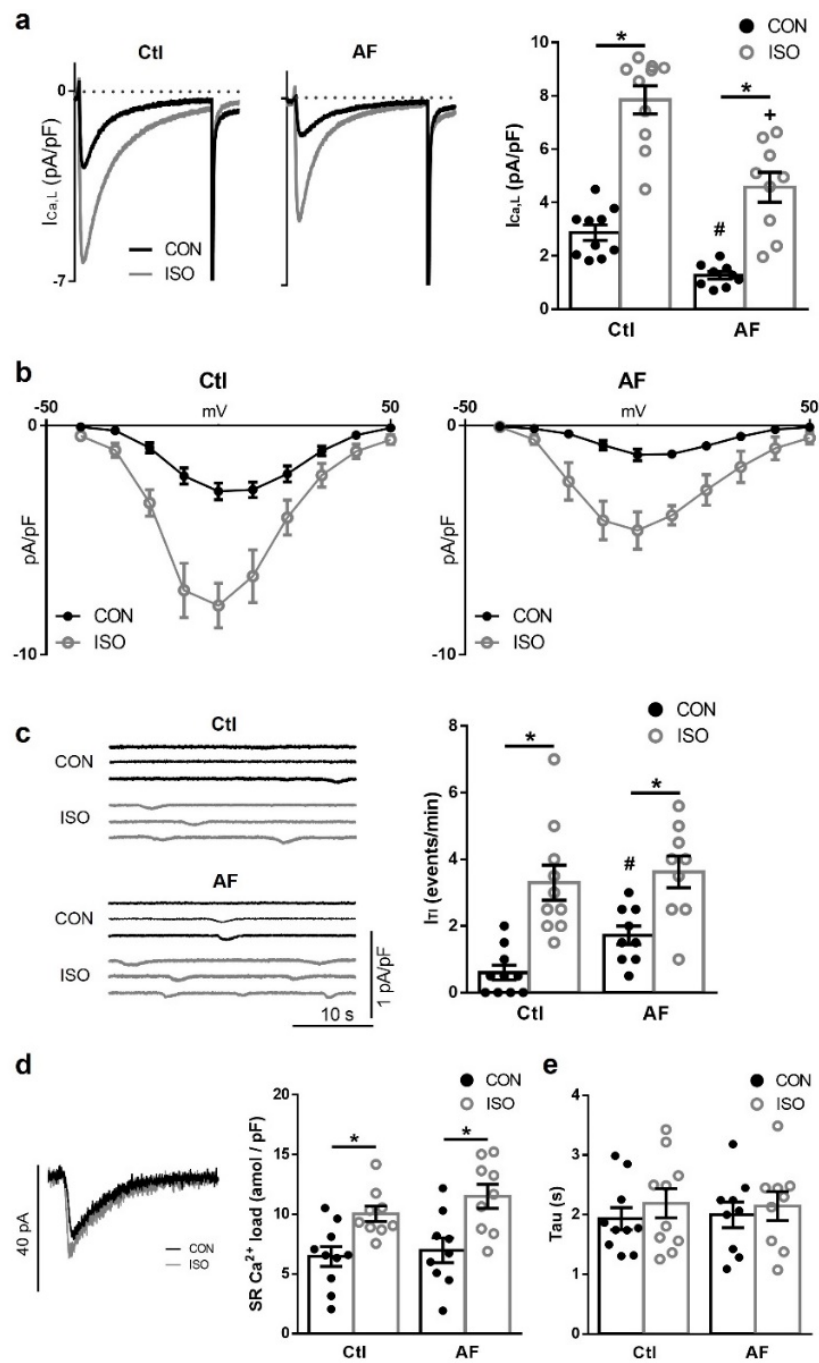 a
Ctl
AF
0
-7
ICa,L (pA/pF)
CON
ISO
CON
ISO
10
8
6
4
2
0
ICa,L (pA/pF)
*
*
+
#
Ctl
AF
b
Ctl
AF
-50
mV
50
0
pA/pF
-10
CON
ISO
-50
mV
50
0
pA/pF
-10
CON
ISO
c
Ctl
CON
ISO
AF
CON
ISO
1 pA/pF
10 s
CON
ISO
8
6
4
2
0
ITI (events/min)
*
*
#
Ctl
AF
d
40 pA
CON
ISO
CON
ISO
20
15
10
5
0
SR Ca2+ load (amol / pF)
*
*
Ctl
AF
e
CON
ISO
4
3
2
1
0
Tau (s)
Ctl
AF